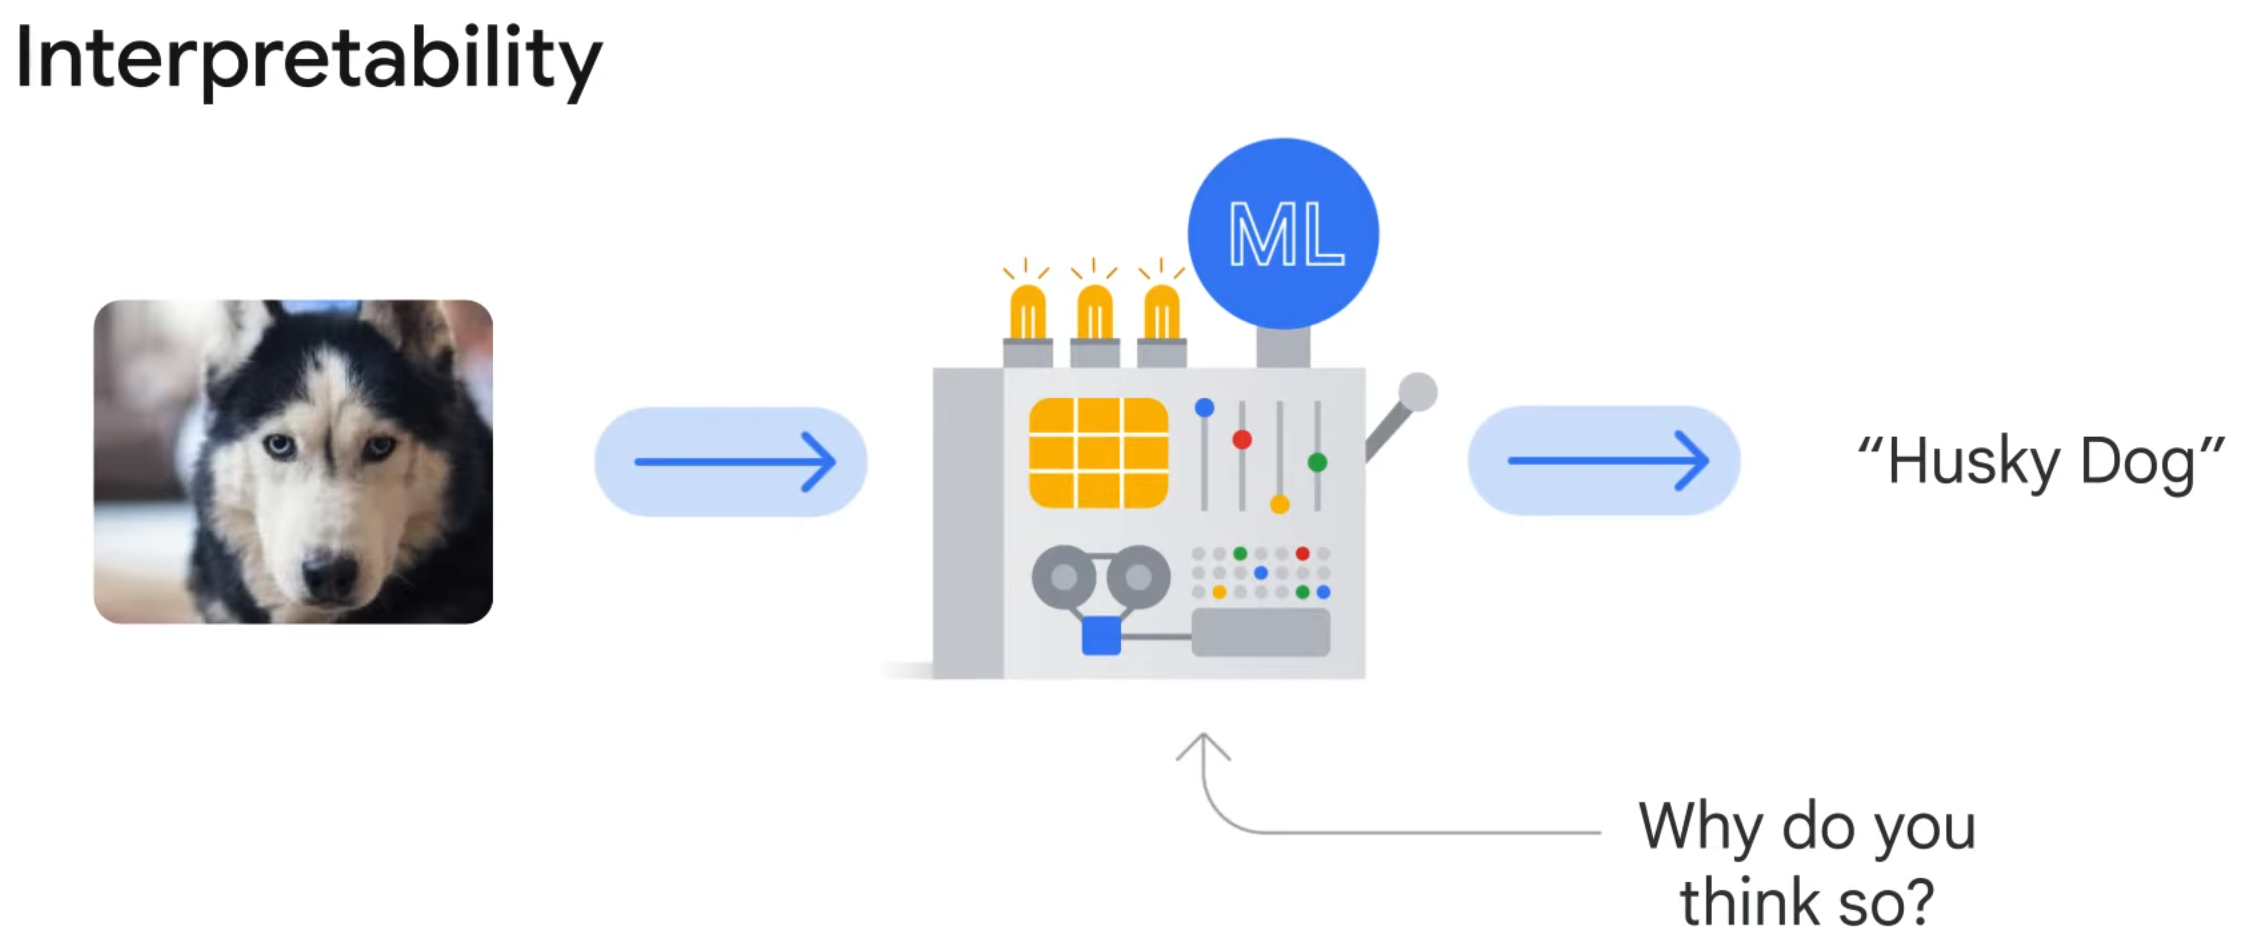 Interpretability
ML
“Husky Dog”
Why do you
think so?